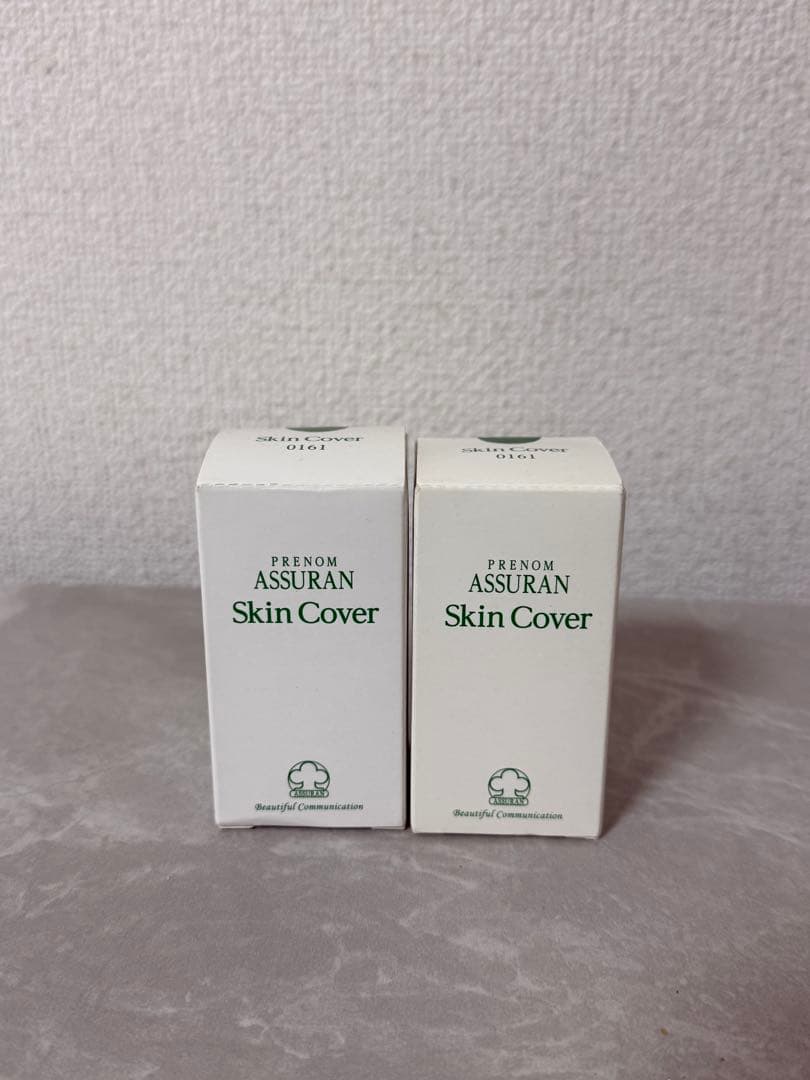 Skin Cover
0161
PRENOM
ASSURAN
Skin Cover
ASSURAN
Beautiful Communication
Skin Cover
0161
PRENOM
ASSURAN
Skin Cover
ASSURAN
Beautiful Communication